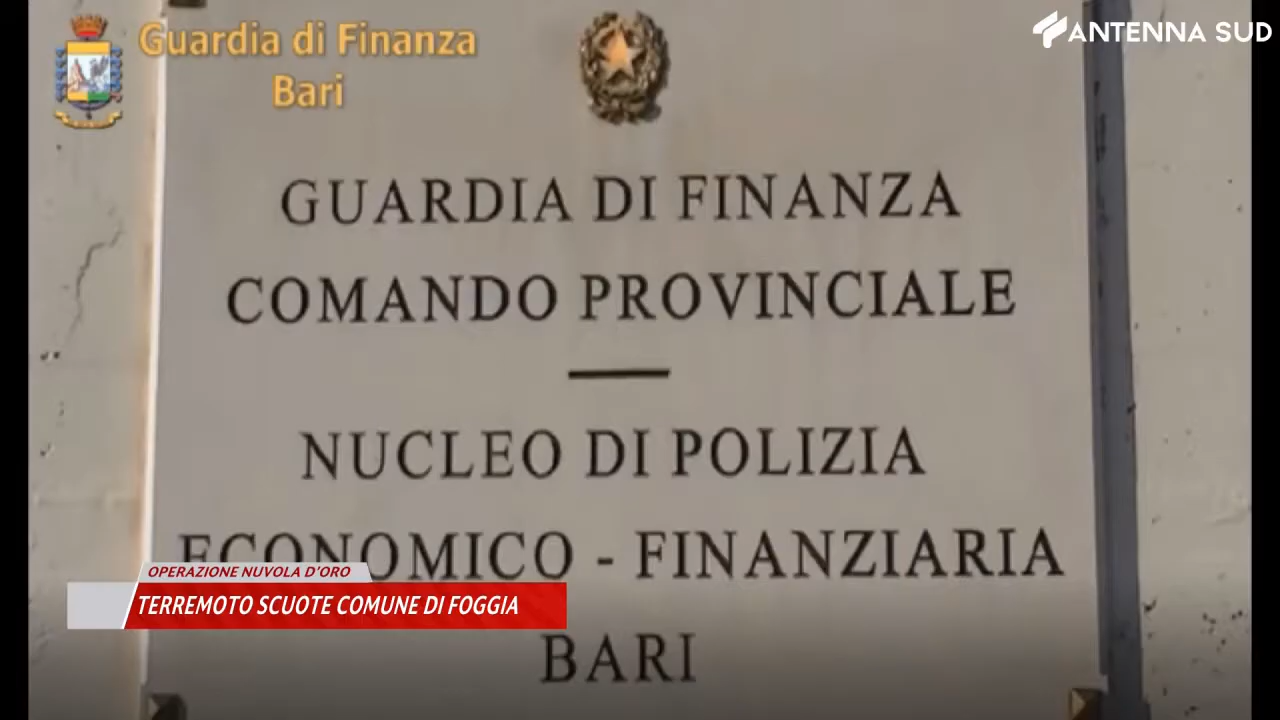 Guardia di Finanza
Bari
ANTENNA SUD
GUARDIA DI FINANZA
COMANDO PROVINCIALE
NUCLEO DI POLIZIA
ECONOMICO - FINANZIARIA
BARI
OPERAZIONE NUVOLA D'ORO
TERREMOTO SCUOTE COMUNE DI FOGGIA